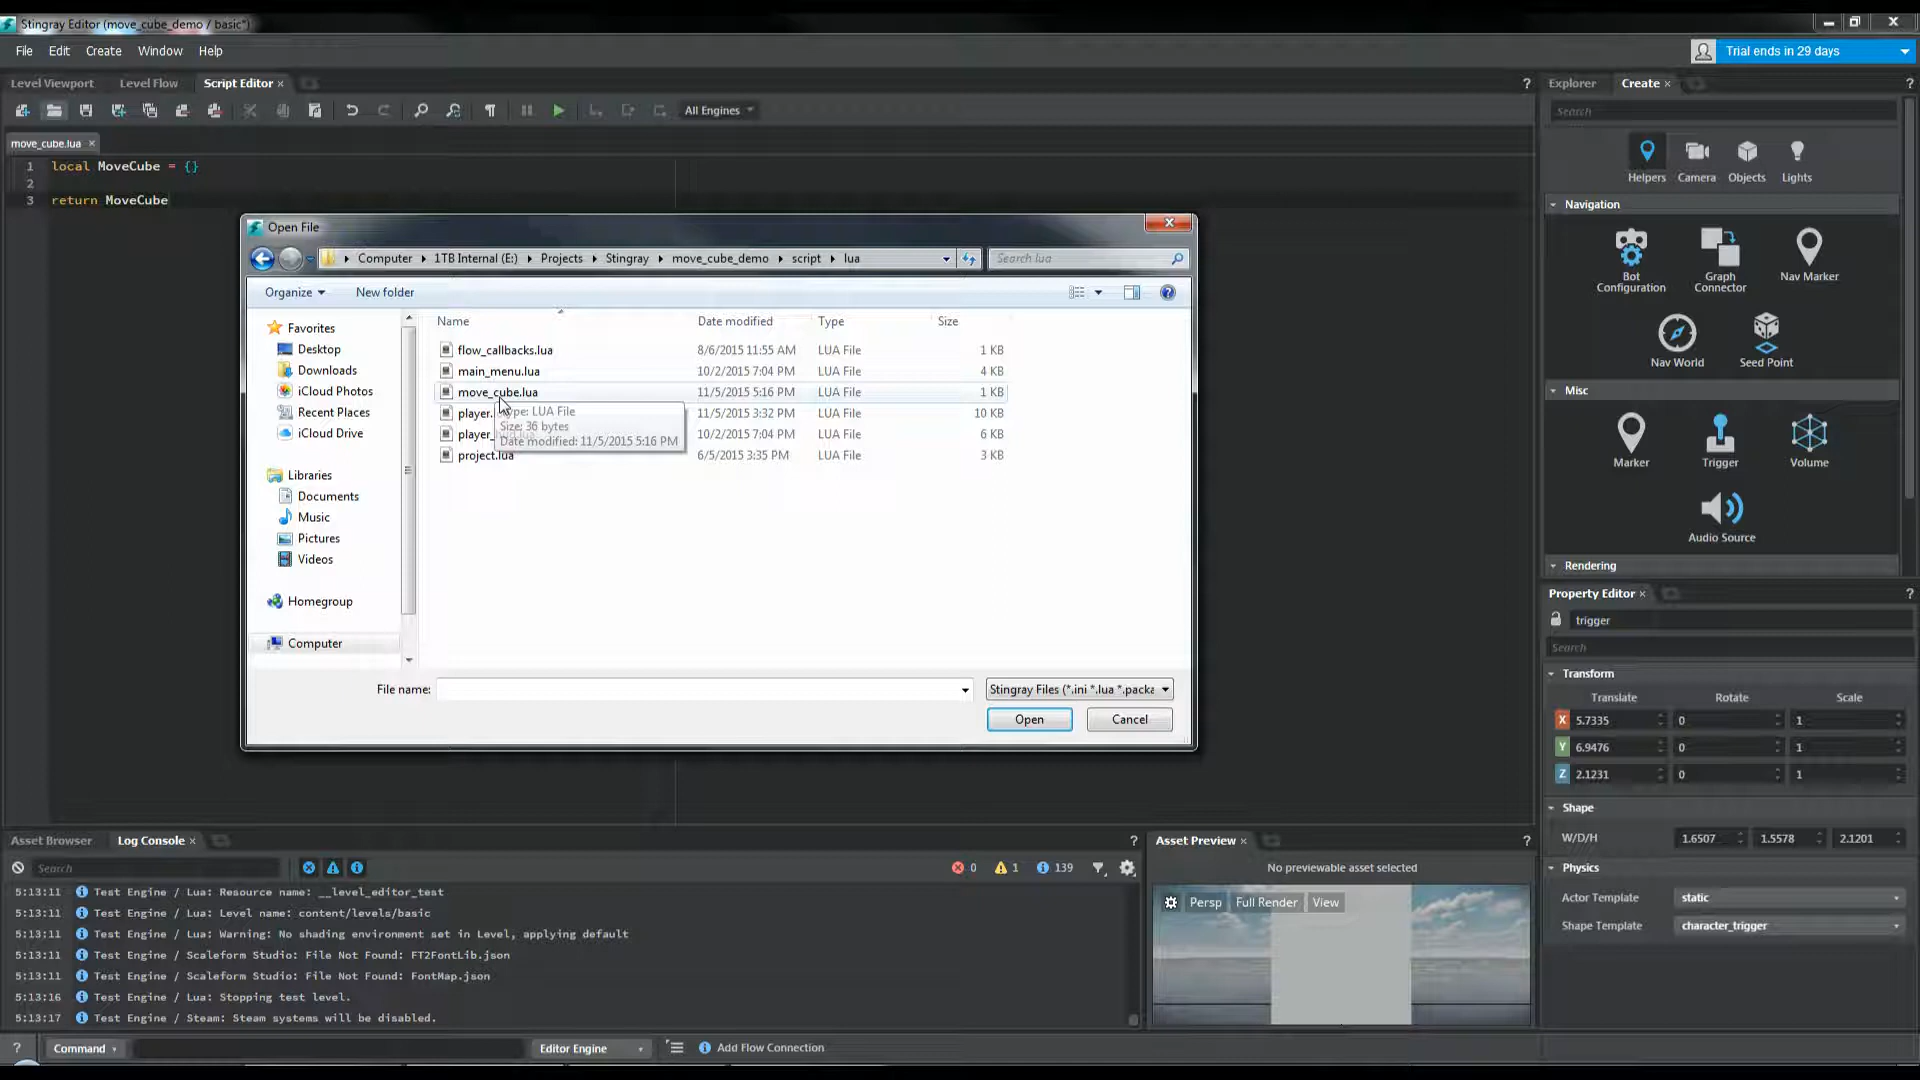 Stingray Editor (move_cube_demo / basic*)
File Edit Create Window Help
Trial ends in 29 days
Level Viewport Level Flow Script Editor × ?
Explorer Create × ?
All Engines
Search
move_cube.lua ×
1 local MoveCube = {}
2
3 return MoveCube
Helpers Camera Objects Lights
Navigation
Bot Configuration
Graph Connector
Nav Marker
Nav World
Seed Point
Misc
Marker
Trigger
Volume
Audio Source
Rendering
Open File
Computer 1TB Internal (E:) Projects Stingray move_cube_demo script lua
Search lua
Organize New folder
Favorites
Desktop
Downloads
iCloud Photos
Recent Places
iCloud Drive
Libraries
Documents
Music
Pictures
Videos
Homegroup
Computer
Name Date modified Type Size
flow_callbacks.lua 8/6/2015 11:55 AM LUA File 1 KB
main_menu.lua 10/2/2015 7:04 PM LUA File 4 KB
move_cube.lua 11/5/2015 5:16 PM LUA File 1 KB
player. 11/5/2015 3:32 PM LUA File 10 KB
player_ 10/2/2015 7:04 PM LUA File 6 KB
project.lua 6/5/2015 3:35 PM LUA File 3 KB
Type: LUA File
Size: 36 bytes
Date modified: 11/5/2015 5:16 PM
File name:
Stingray Files (*.ini *.lua *.packa
Open Cancel
Property Editor × ?
trigger
Search
Transform
Translate Rotate Scale
X 5.7335 0 1
Y 6.9476 0 1
Z 2.1231 0 1
Shape
W/D/H 1.6507 1.5578 2.1201
Physics
Actor Template static
Shape Template character_trigger
Asset Browser Log Console × ?
Search
0 1 139
5:13:11 Test Engine / Lua: Resource name: __level_editor_test
5:13:11 Test Engine / Lua: Level name: content/levels/basic
5:13:11 Test Engine / Lua: Warning: No shading environment set in Level, applying default
5:13:11 Test Engine / Scaleform Studio: File Not Found: FT2FontLib.json
5:13:11 Test Engine / Scaleform Studio: File Not Found: FontMap.json
5:13:16 Test Engine / Lua: Stopping test level.
5:13:17 Test Engine / Steam: Steam systems will be disabled.
Asset Preview × ?
No previewable asset selected
Persp Full Render View
? Command Editor Engine Add Flow Connection